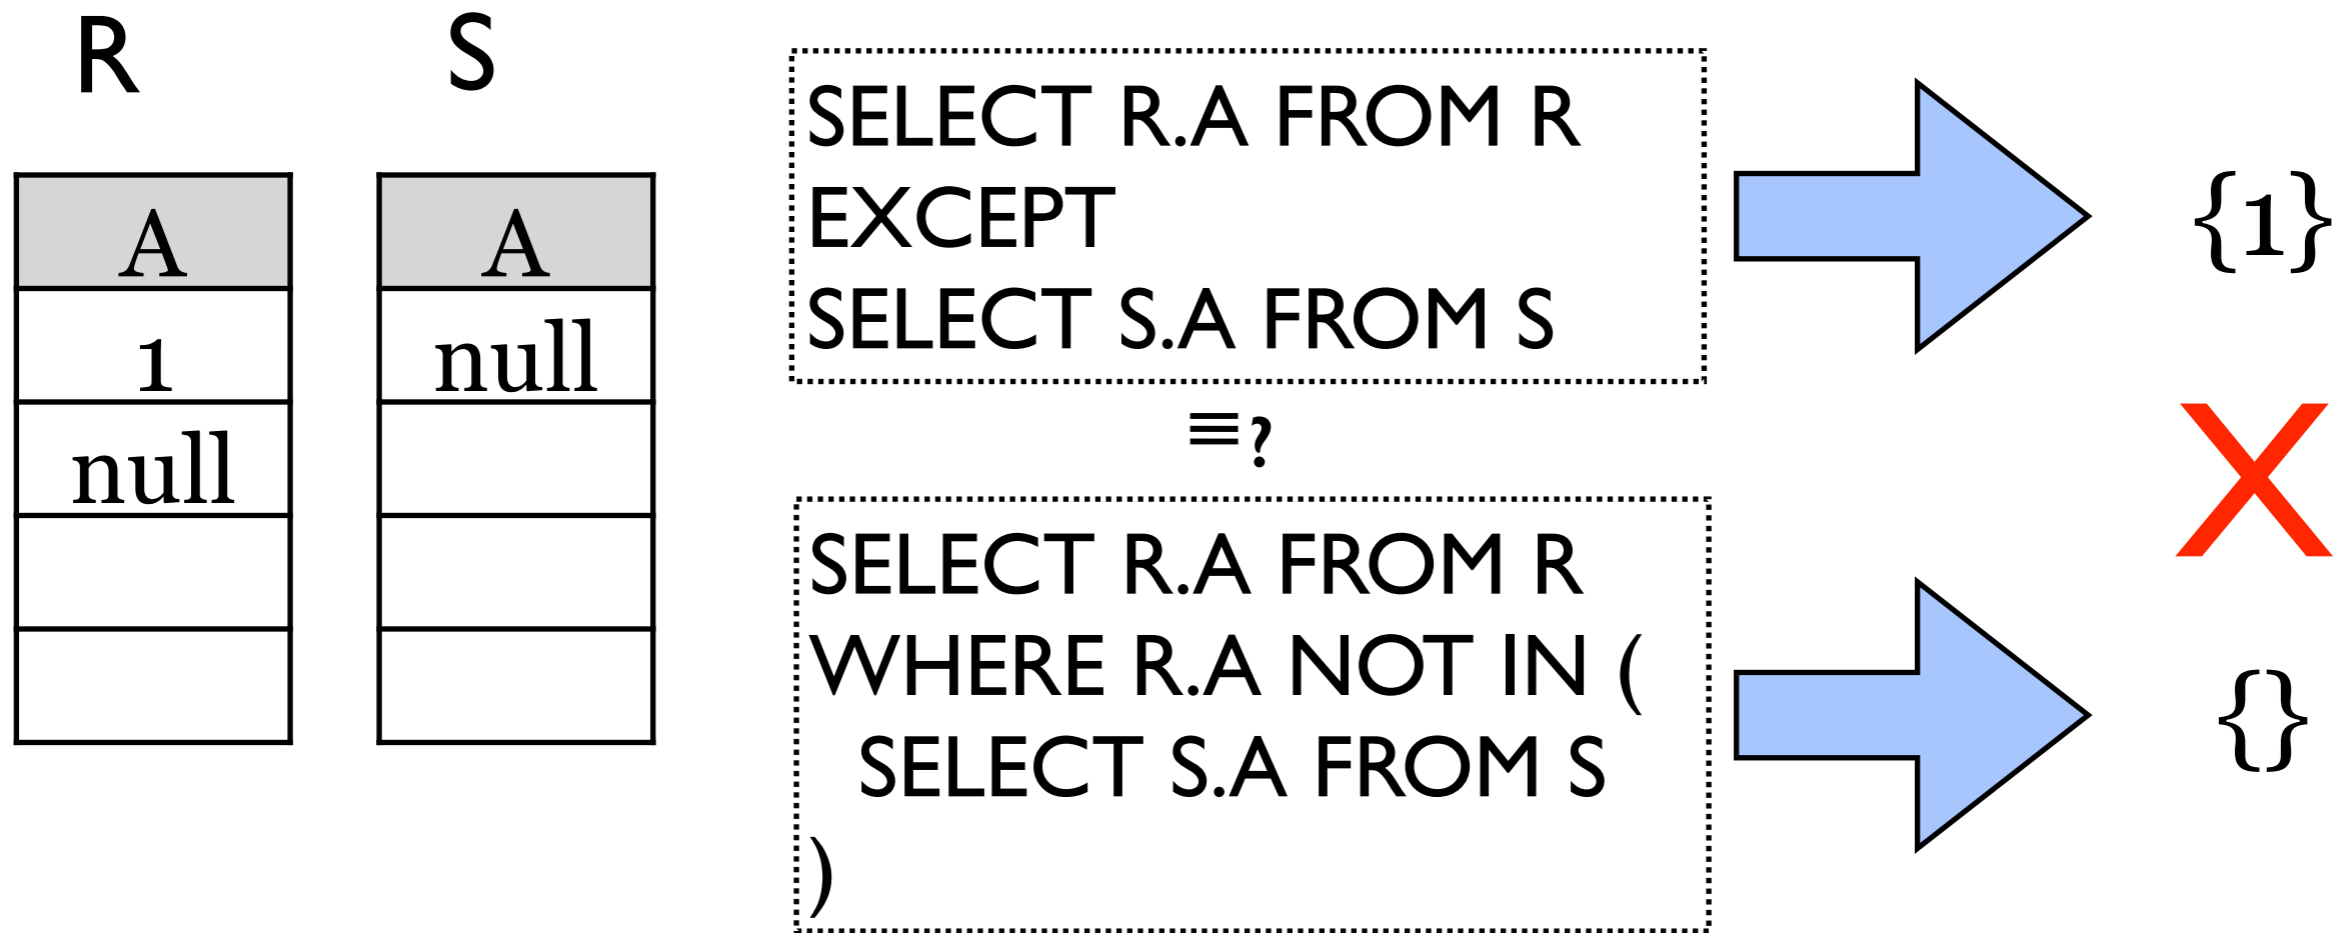 R S
A A
1 null
null
SELECT R.A FROM R
EXCEPT
SELECT S.A FROM S
{1}
≡?
X
SELECT R.A FROM R
WHERE R.A NOT IN (
SELECT S.A FROM S
)
{}